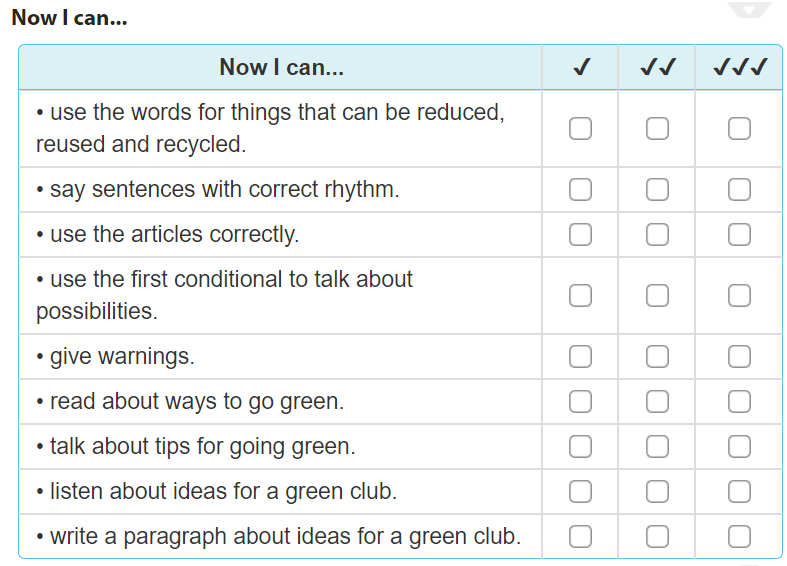 Now I can...
Now I can... ✓ ✓✓ ✓✓✓
• use the words for things that can be reduced,
reused and recycled.
• say sentences with correct rhythm.
• use the articles correctly.
• use the first conditional to talk about
possibilities.
• give warnings.
• read about ways to go green.
• talk about tips for going green.
• listen about ideas for a green club.
• write a paragraph about ideas for a green club.